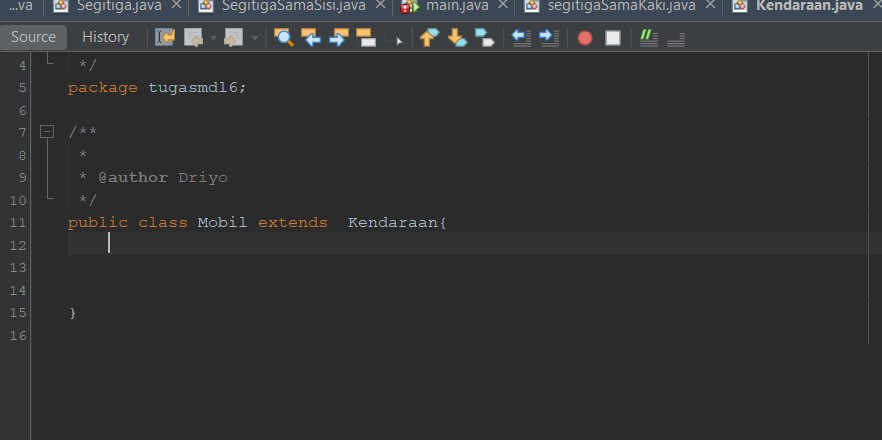 ...va Segitiga.java SegitigaSamaSisi.java main.java segitigaSamaKaki.java Kendaraan.java
Source History
4 */
5 package tugasmdl6;
6
7 /**
8 *
9 * @author Driyo
10 */
11 public class Mobil extends  Kendaraan{
12
13
14
15 }
16